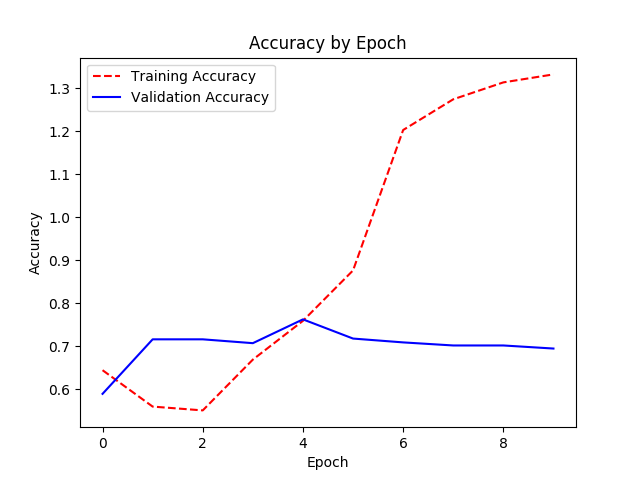 Accuracy by Epoch
Training Accuracy
Validation Accuracy
1.3
1.2
1.1
1.0
0.9
0.8
0.7
0.6
Accuracy
0 2 4 6 8
Epoch